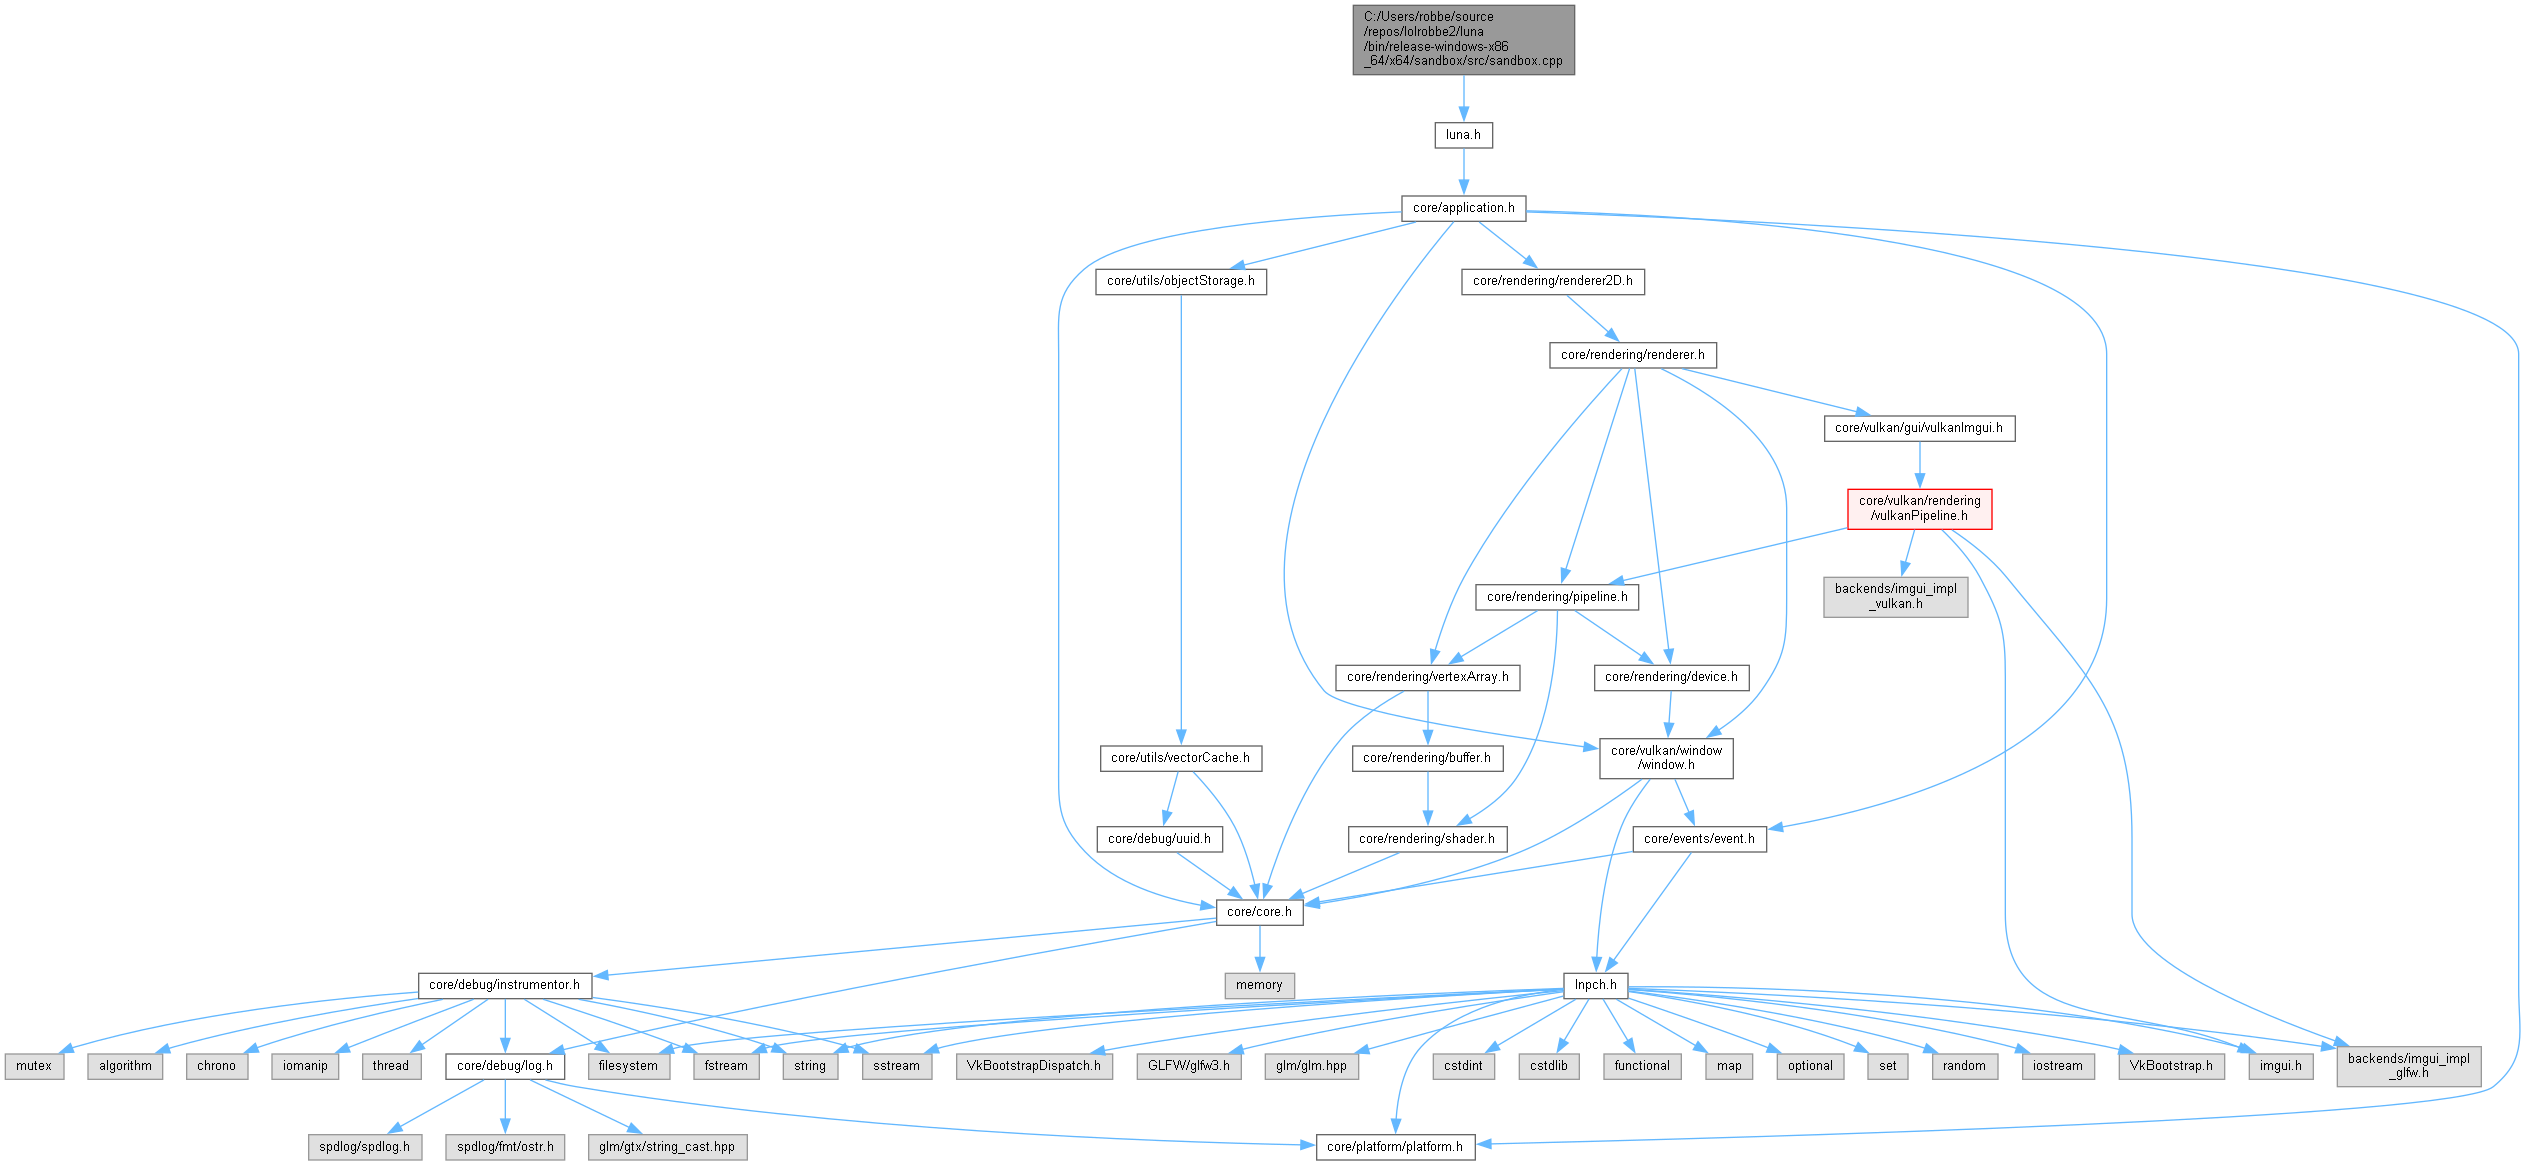 C:/Users/robbe/source
/repos/lolrobbe2/luna
/bin/release-windows-x86
_64/x64/sandbox/src/sandbox.cpp
luna.h
core/application.h
core/utils/objectStorage.h
core/rendering/renderer2D.h
core/rendering/renderer.h
core/vulkan/gui/vulkanImgui.h
core/vulkan/rendering
/vulkanPipeline.h
backends/imgui_impl
_vulkan.h
core/rendering/pipeline.h
core/rendering/vertexArray.h
core/rendering/device.h
core/utils/vectorCache.h
core/rendering/buffer.h
core/vulkan/window
/window.h
core/debug/uuid.h
core/rendering/shader.h
core/events/event.h
core/core.h
core/debug/instrumentor.h
memory
lnpch.h
mutex
algorithm
chrono
iomanip
thread
core/debug/log.h
filesystem
fstream
string
sstream
VkBootstrapDispatch.h
GLFW/glfw3.h
glm/glm.hpp
cstdint
cstdlib
functional
map
optional
set
random
iostream
VkBootstrap.h
imgui.h
backends/imgui_impl
_glfw.h
spdlog/spdlog.h
spdlog/fmt/ostr.h
glm/gtx/string_cast.hpp
core/platform/platform.h